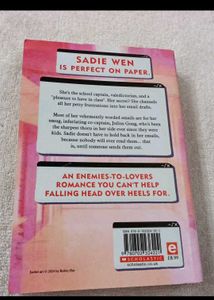 SADIE WEN
IS PERFECT ON PAPER.
She's the school captain, valedictorian, and a
"pleasure to have in class". Her secret? She channels
all her petty frustrations into her email drafts.
Most of her vehemently worded emails are for her
smug, infuriating co-captain, Julius Gong, who's been
the sharpest thorn in her side ever since they were
kids. Sadie doesn't have to hold back in her emails,
because nobody will ever read them... that
is, until someone sends them out.
AN ENEMIES-TO-LOVERS
ROMANCE YOU CAN'T HELP
FALLING HEAD OVER HEELS FOR.
SCHOLASTIC
e
£8.99